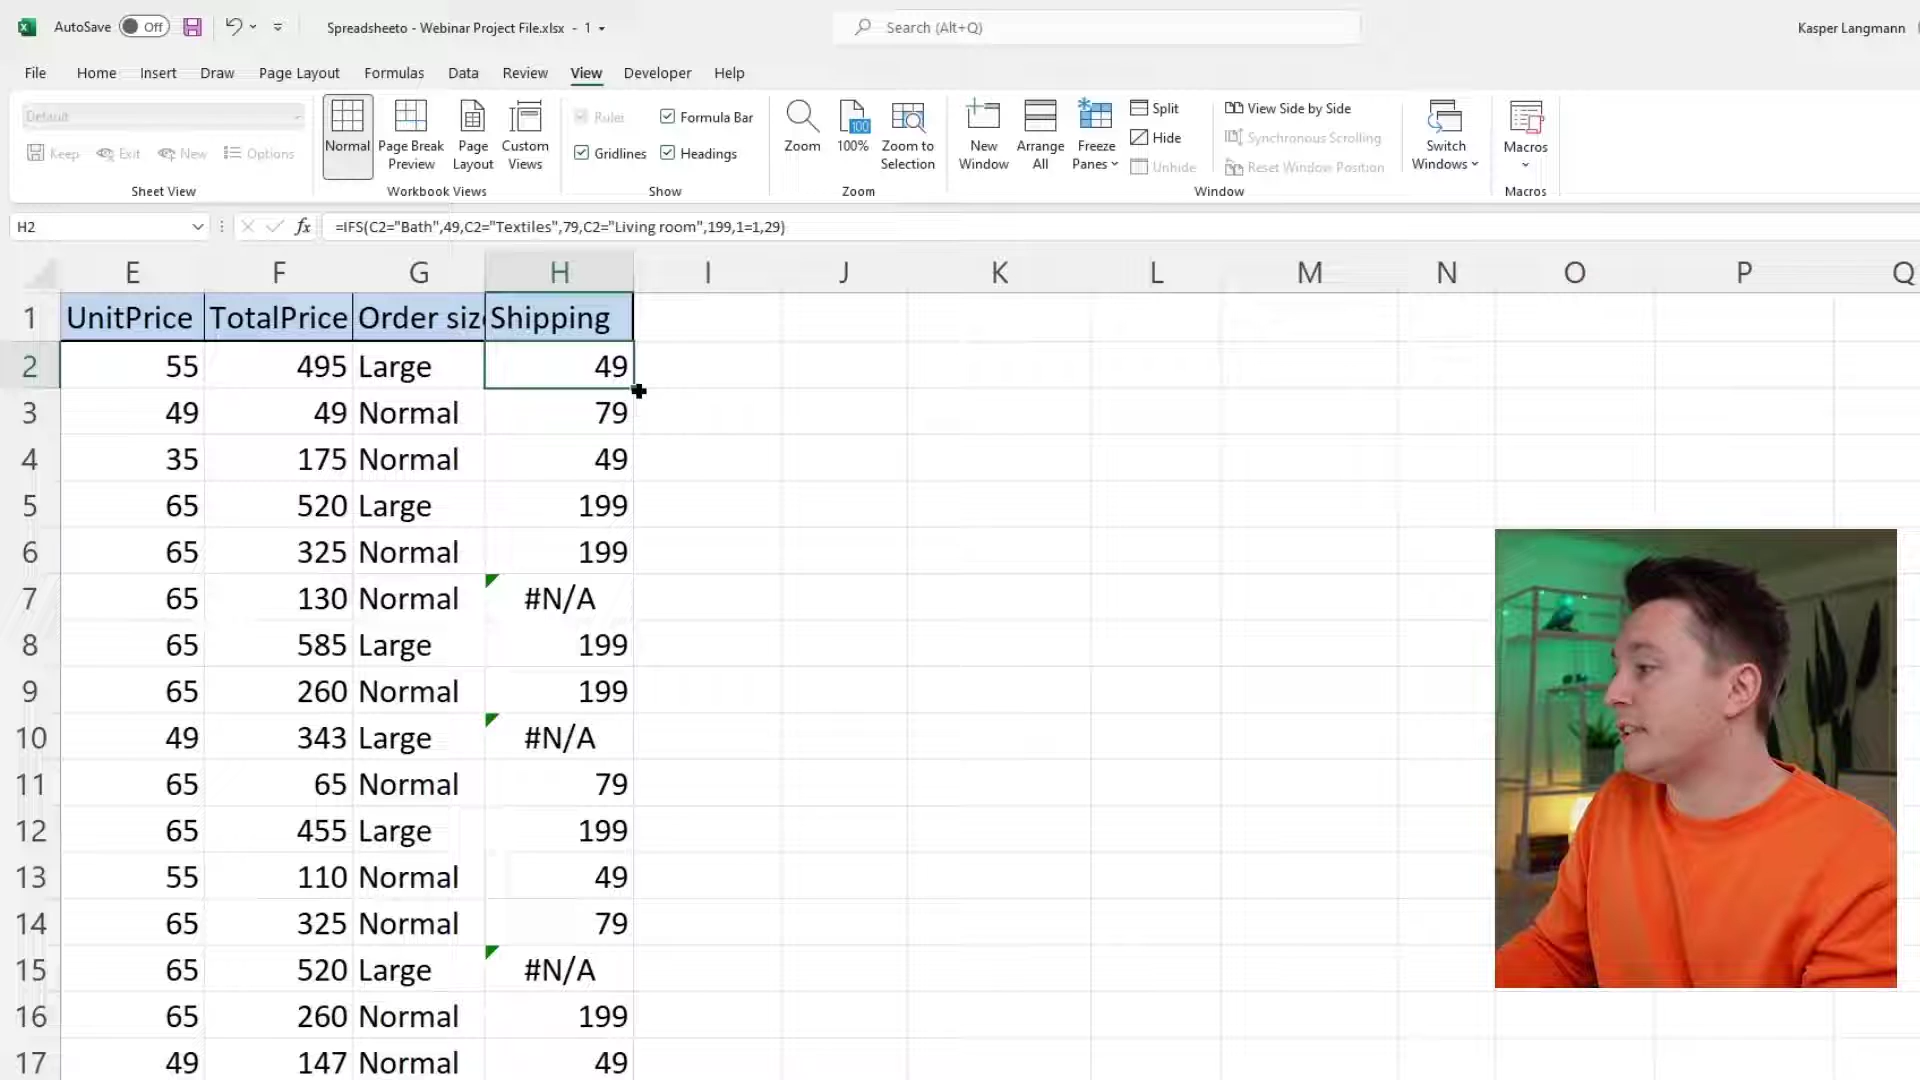 AutoSave Off Spreadsheeto - Webinar Project File.xlsx - 1 Search (Alt+Q) Kasper Langmann
File Home Insert Draw Page Layout Formulas Data Review View Developer Help
Default
Keep Exit New Options
Sheet View
Normal Page Break Preview Page Layout Custom Views
Workbook Views
Ruler Formula Bar
Gridlines Headings
Show
Zoom 100 100% Zoom to Selection
Zoom
New Window Arrange All Freeze Panes
Split View Side by Side
Hide Synchronous Scrolling
Unhide Reset Window Position
Switch Windows
Window
Macros
Macros
H2 fx =IFS(C2="Bath",49,C2="Textiles",79,C2="Living room",199,1=1,29)
E F G H I J K L M N O P Q
1 UnitPrice TotalPrice Order siz Shipping
2 55 495 Large 49
3 49 49 Normal 79
4 35 175 Normal 49
5 65 520 Large 199
6 65 325 Normal 199
7 65 130 Normal #N/A
8 65 585 Large 199
9 65 260 Normal 199
10 49 343 Large #N/A
11 65 65 Normal 79
12 65 455 Large 199
13 55 110 Normal 49
14 65 325 Normal 79
15 65 520 Large #N/A
16 65 260 Normal 199
17 49 147 Normal 49